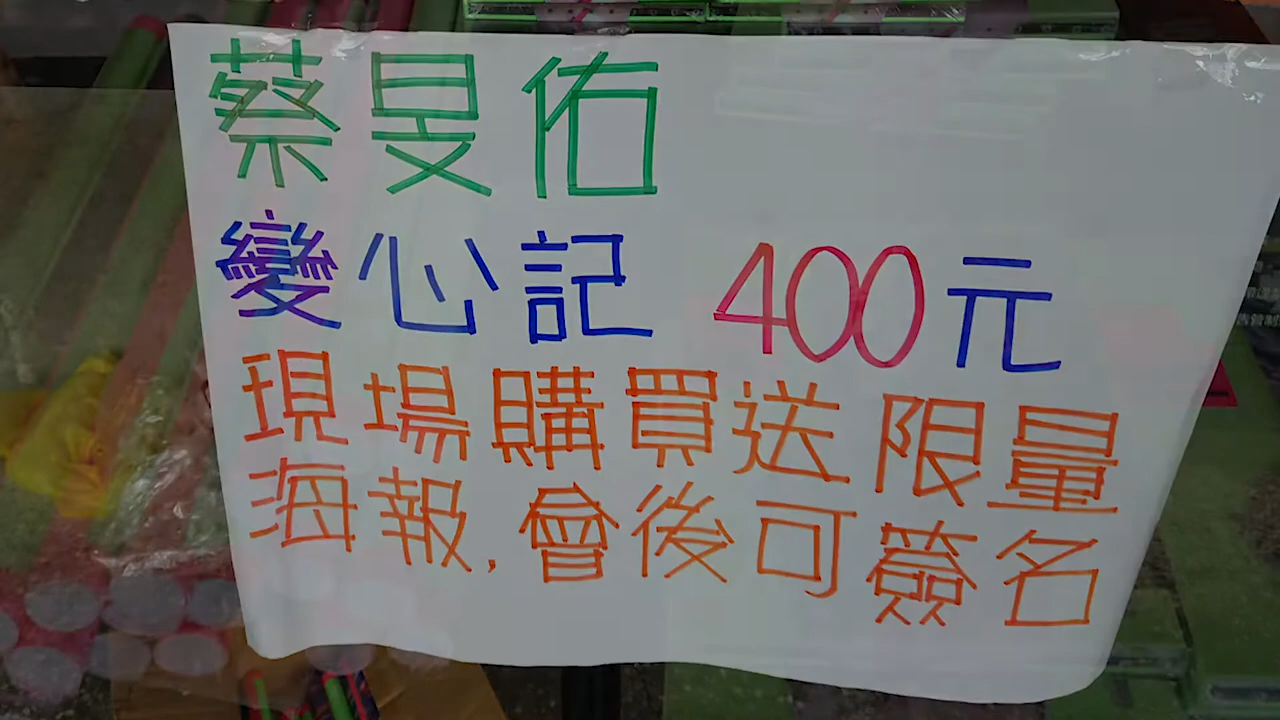 蔡旻佑
變心記 400元
現場購買送限量
海報.會後可簽名